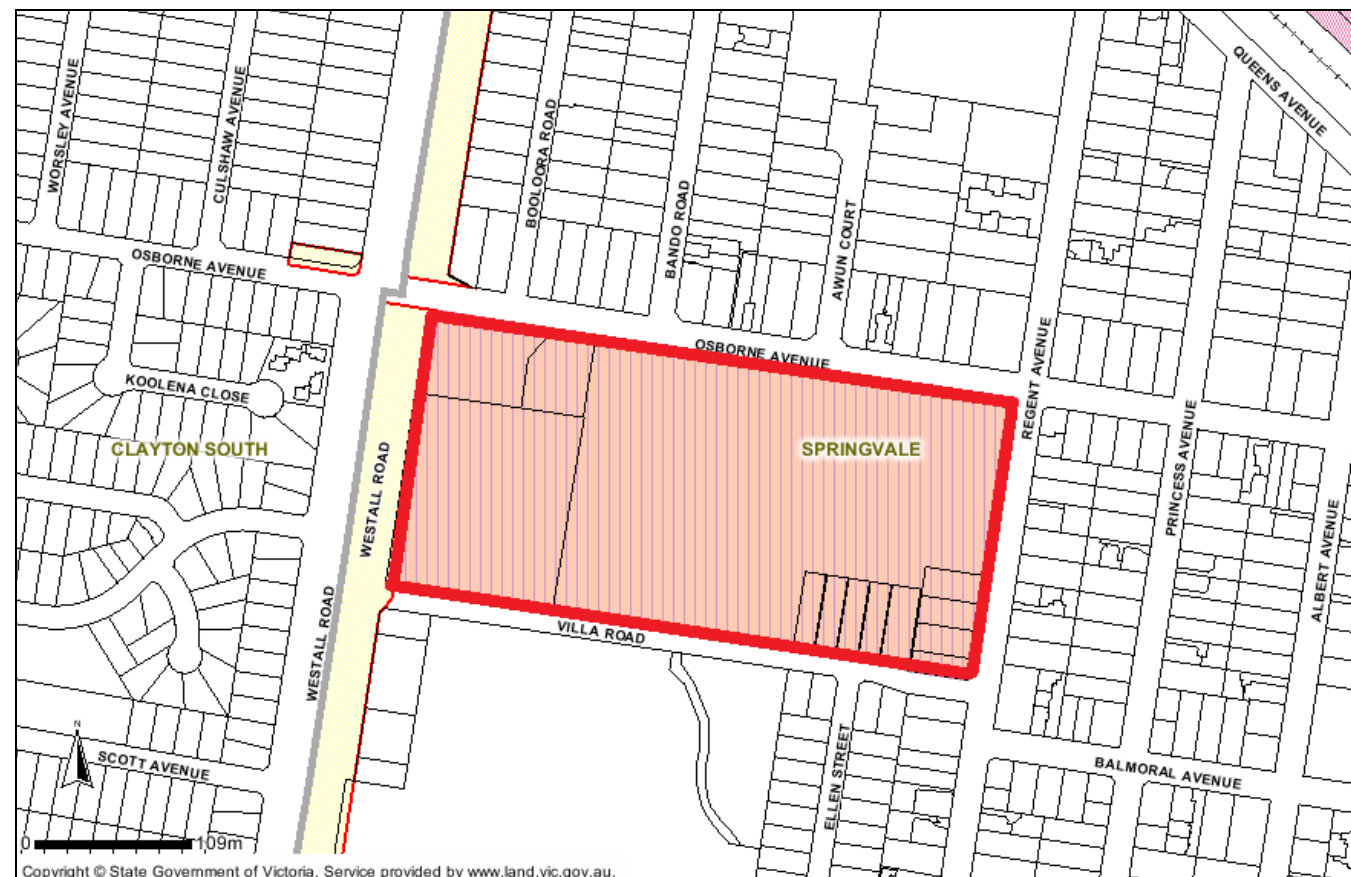 QUEENS AVENUE
WORSLEY AVENUE
CULSHAW AVENUE
BOOLOORA ROAD
BANDO ROAD
AWUN COURT
OSBORNE AVENUE
OSBORNE AVENUE
REGENT AVENUE
KOOLENA CLOSE
CLAYTON SOUTH
SPRINGVALE
PRINCESS AVENUE
WESTALL ROAD
ALBERT AVENUE
WESTALL ROAD
VILLA ROAD
ELLEN STREET
N
SCOTT AVENUE
BALMORAL AVENUE
0 109m
Copyright © State Government of Victoria. Service provided by www.land.vic.gov.au.